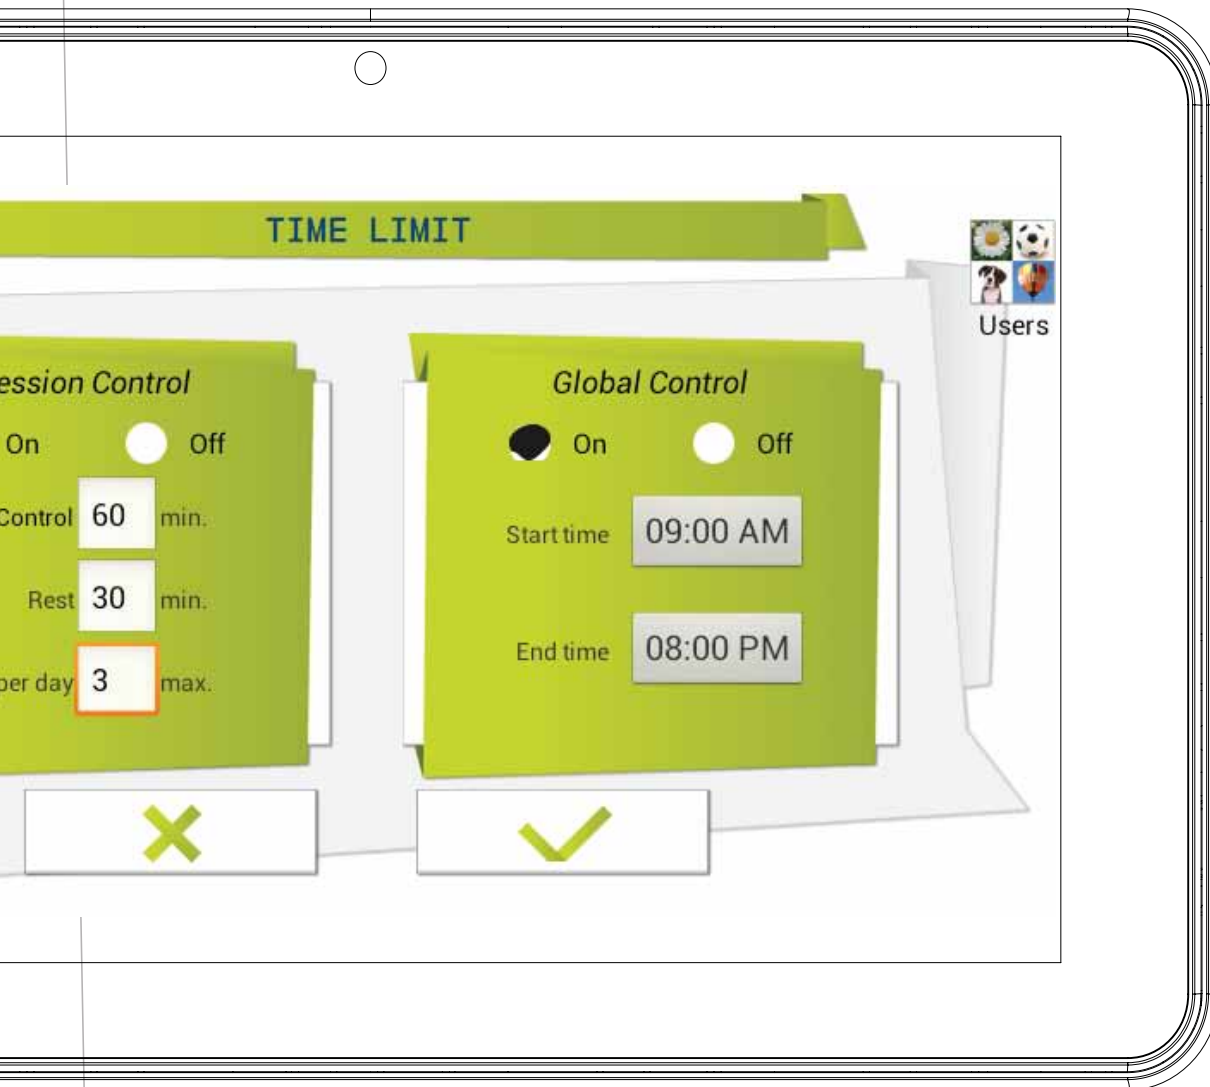 TIME LIMIT
Users
ession Control
On Off
Control 60 min.
Rest 30 min.
per day 3 max.
Global Control
On Off
Start time 09:00 AM
End time 08:00 PM